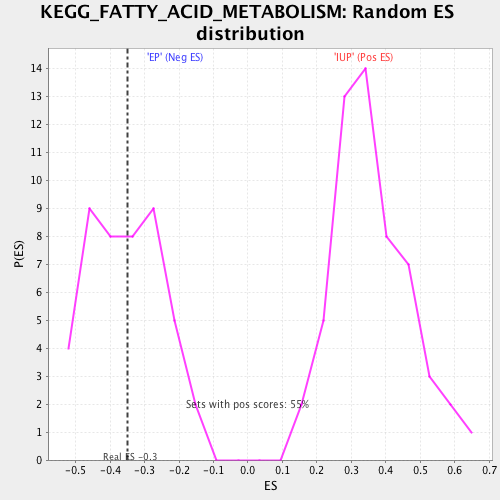 KEGG_FATTY_ACID_METABOLISM: Random ES
distribution
'EP' (Neg ES)
'IUP' (Pos ES)
14
13
12
11
10
9
8
7
6
5
4
3
2
1
0
P(ES)
Sets with pos scores: 55%
Real ES -0.3
-0.5 -0.4 -0.3 -0.2 -0.1 0.0 0.1 0.2 0.3 0.4 0.5 0.6 0.7
ES